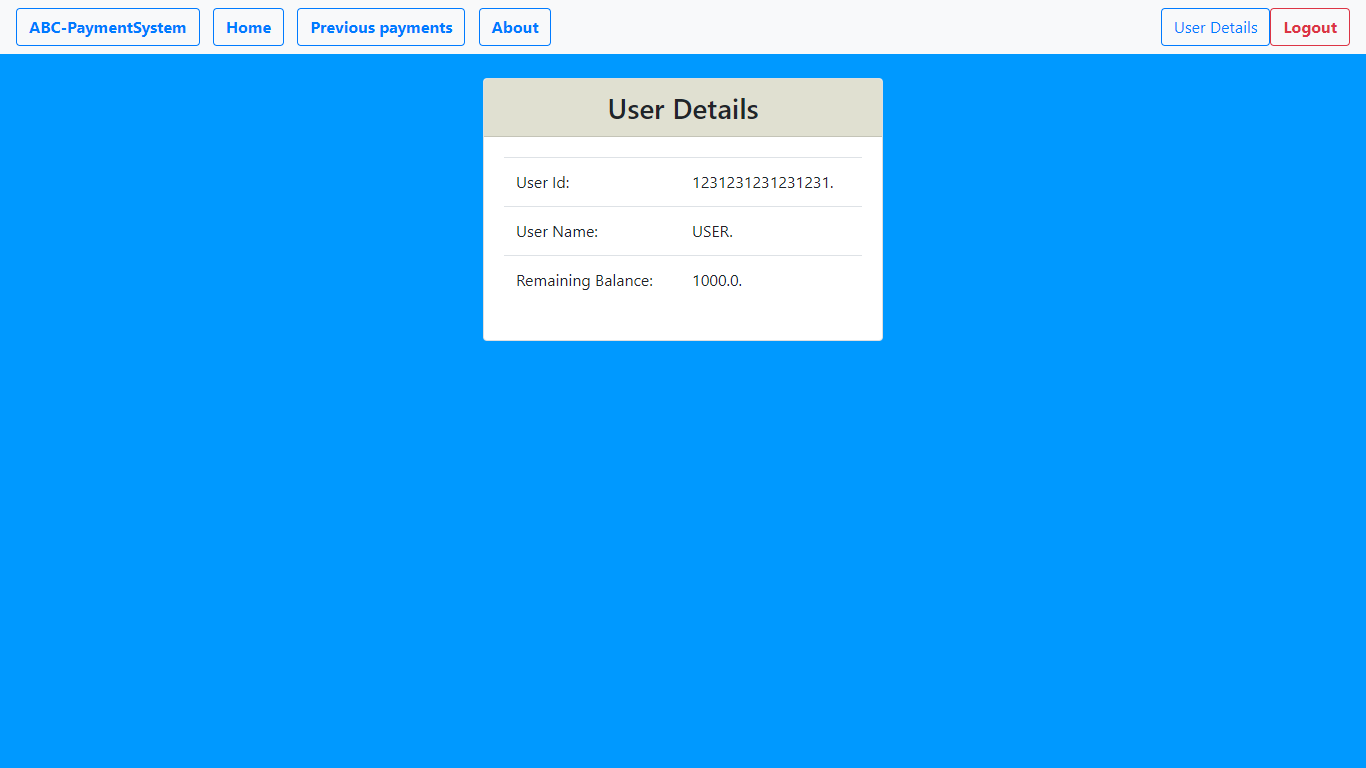 ABC-PaymentSystem Home Previous payments About User Details Logout
User Details
User Id: 1231231231231231.
User Name: USER.
Remaining Balance: 1000.0.